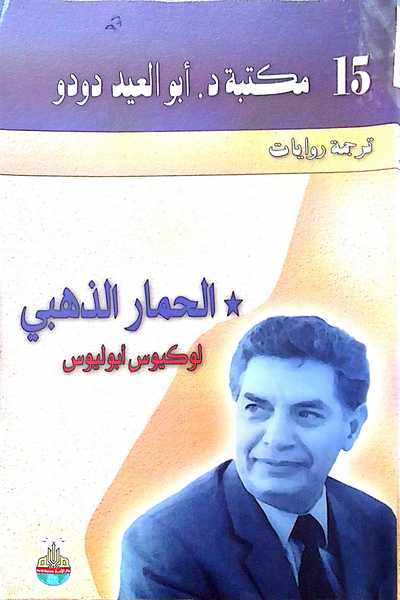 15 مكتبة د. أبو العيد دودو
ترجمة روايات
* الحمار الذهبي
لوكيوس أبوليوس